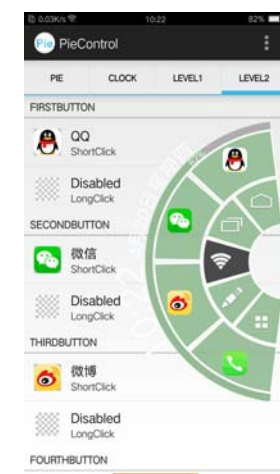 0.03K/s
10:22
82%
Pie PieControl
PIE CLOCK LEVEL1 LEVEL2
FIRSTBUTTON
QQ
ShortClick
Disabled
LongClick
SECONDBUTTON
微信
ShortClick
Disabled
LongClick
THIRDBUTTON
微博
ShortClick
Disabled
LongClick
FOURTHBUTTON